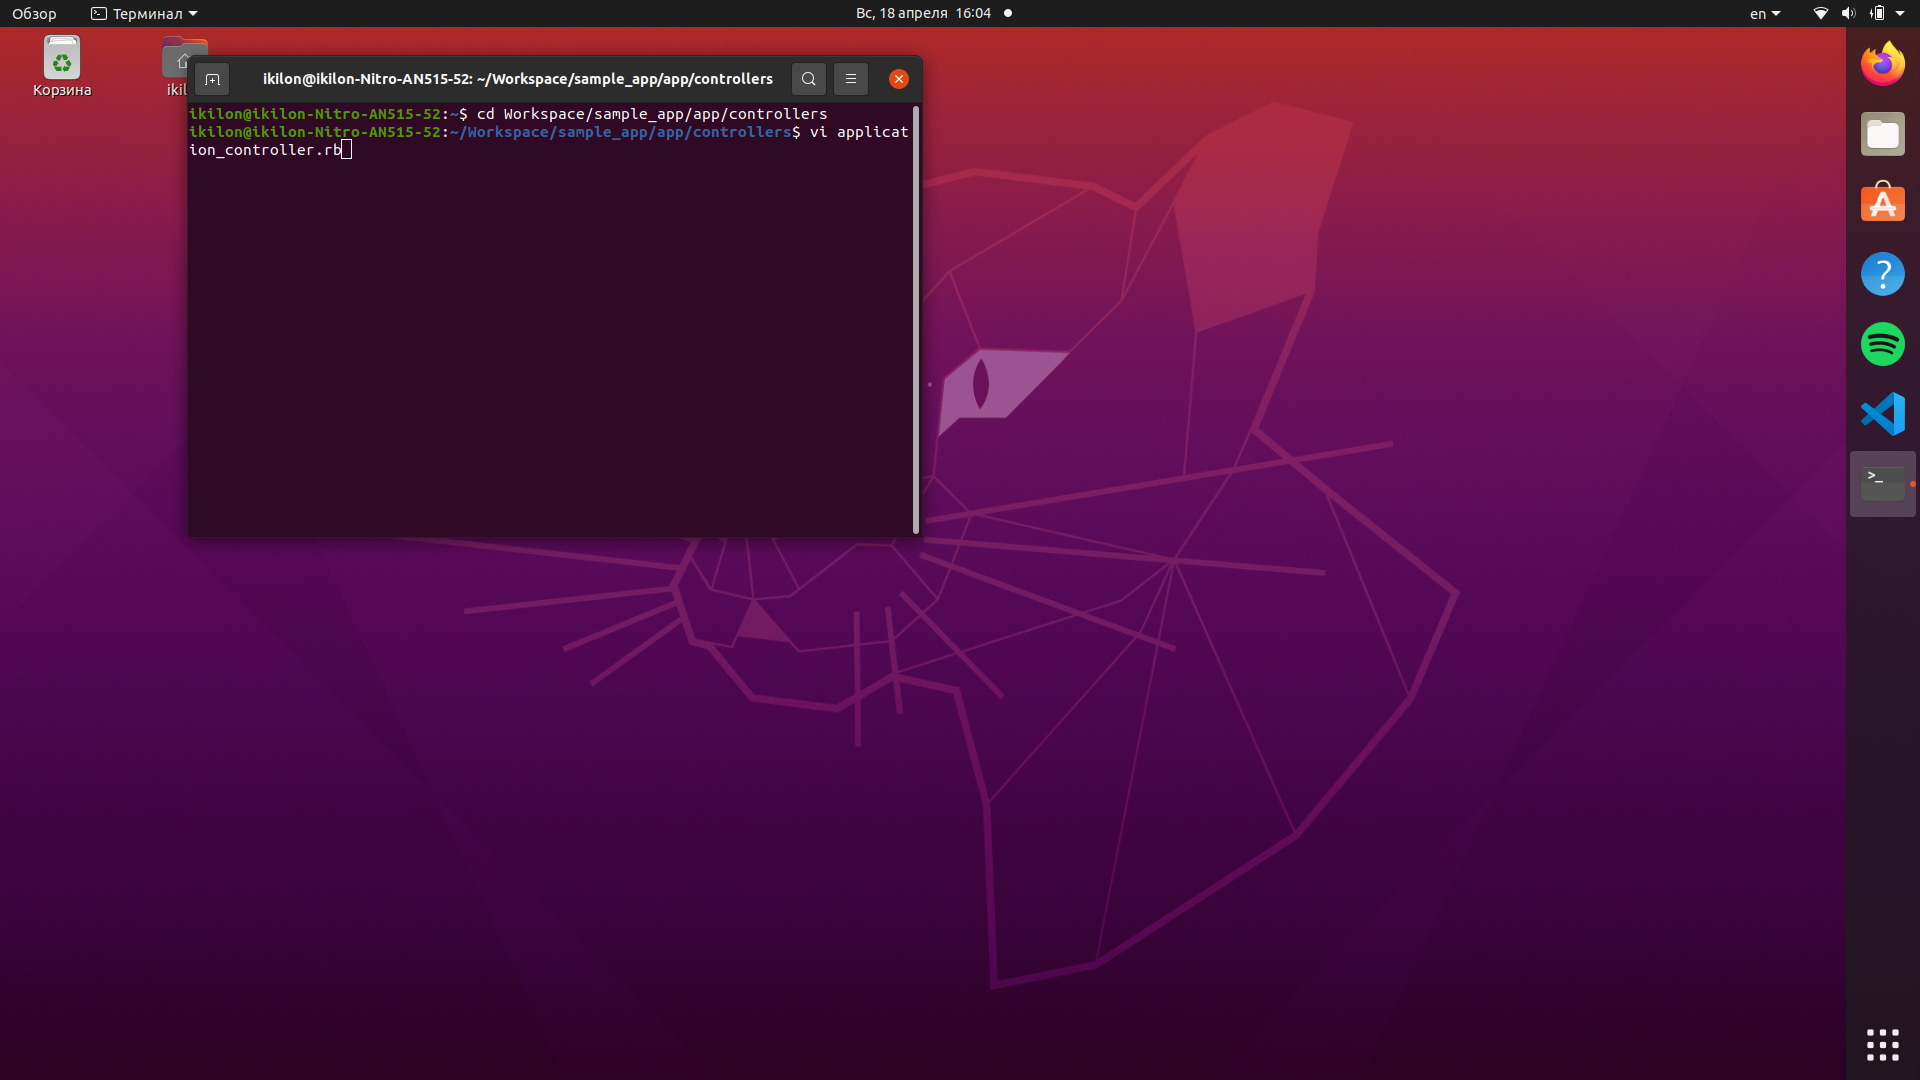 Обзор
Терминал
Вс, 18 апреля 16:04
en
Корзина
ikilon@ikilon-Nitro-AN515-52: ~/Workspace/sample_app/app/controllers
ikilon@ikilon-Nitro-AN515-52:~$ cd Workspace/sample_app/app/controllers
ikilon@ikilon-Nitro-AN515-52:~/Workspace/sample_app/app/controllers$ vi applicat
ion_controller.rb